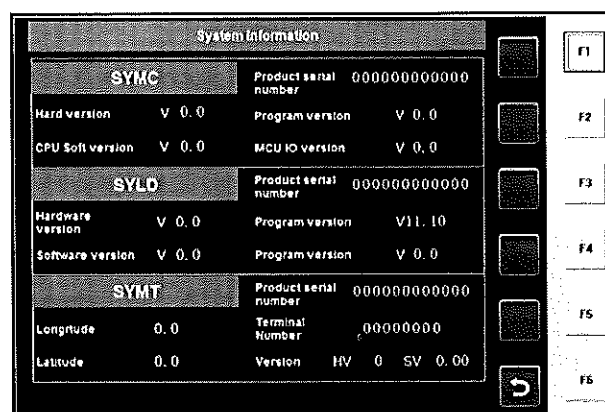 System Information
SYMC Product serial number 000000000000
Hard version V 0.0 Program version V 0.0
CPU Soft version V 0.0 MCU IO version V 0.0
SYLD Product serial number 000000000000
Hardware version V 0.0 Program version V11.10
Software version V 0.0 Program version V 0.0
SYMT Product serial number 000000000000
Longitude 0.0 Terminal Number 00000000
Latitude 0.0 Version HV 0 SV 0.00
F1
F2
F3
F4
F5
F6